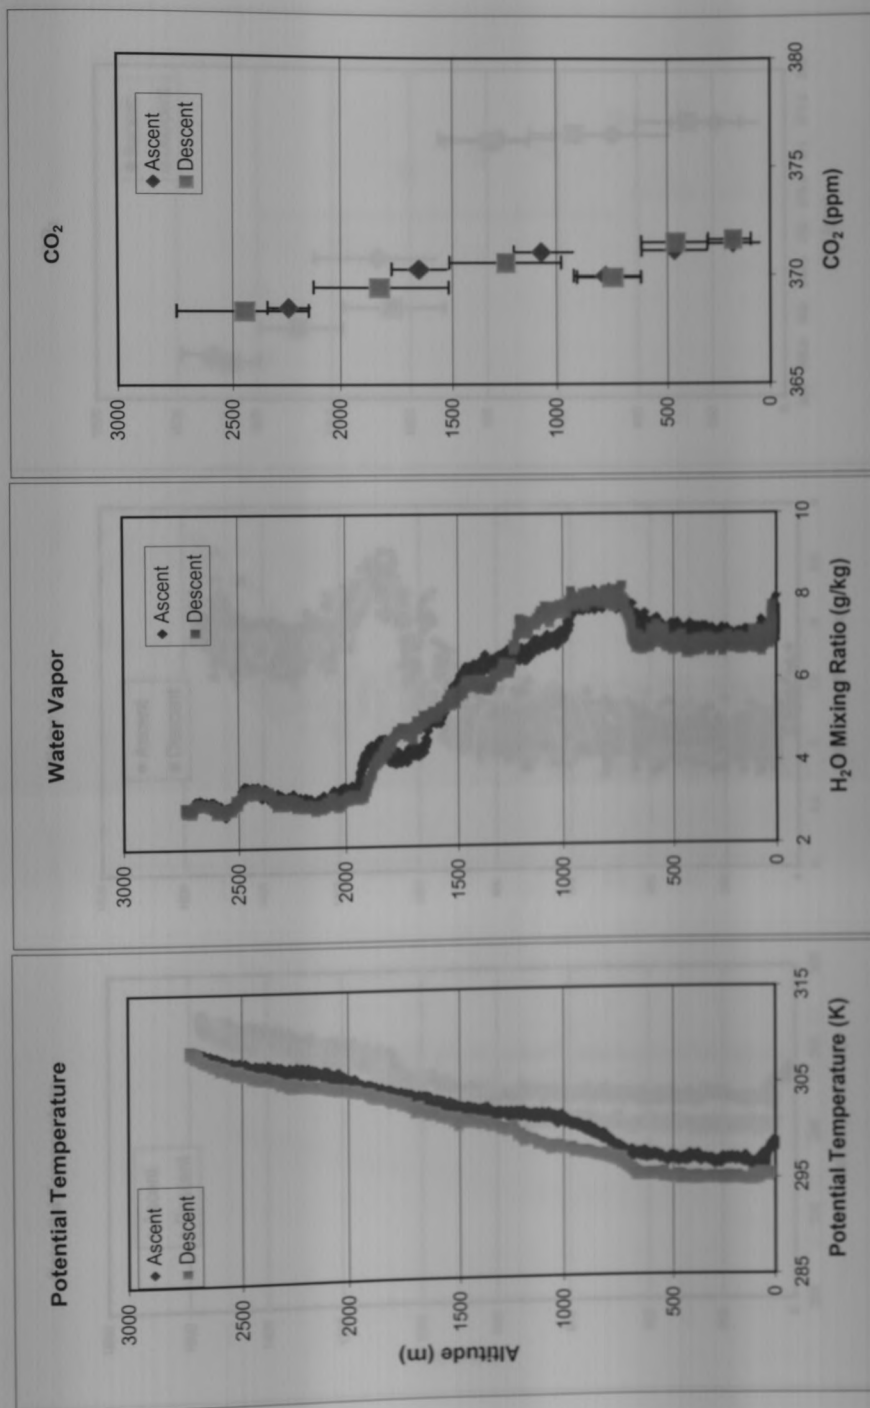 Potential Temperature
3000
2500
2000
1500
1000
500
0
Altitude (m)
Ascent
Descent
285
295
305
315
Potential Temperature (K)
Water Vapor
3000
2500
2000
1500
1000
500
0
Ascent
Descent
2
4
6
8
10
H₂O Mixing Ratio (g/kg)
CO₂
3000
2500
2000
1500
1000
500
0
Ascent
Descent
365
370
375
380
CO₂ (ppm)